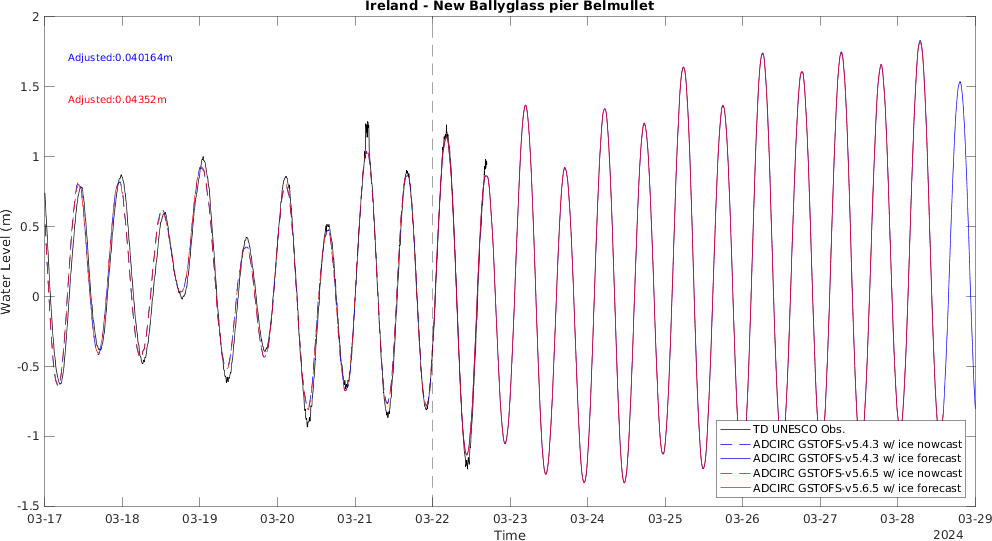 Ireland - New Ballyglass pier Belmullet
2
Adjusted:0.040164m
1.5
Adjusted:0.04352m
1
0.5
Water Level (m)
0
-0.5
-1
TD UNESCO Obs.
ADCIRC GSTOFS-v5.4.3 w/ ice nowcast
ADCIRC GSTOFS-v5.4.3 w/ ice forecast
ADCIRC GSTOFS-v5.6.5 w/ ice nowcast
ADCIRC GSTOFS-v5.6.5 w/ ice forecast
-1.5
03-17 03-18 03-19 03-20 03-21 03-22 03-23 03-24 03-25 03-26 03-27 03-28 03-29
Time
2024